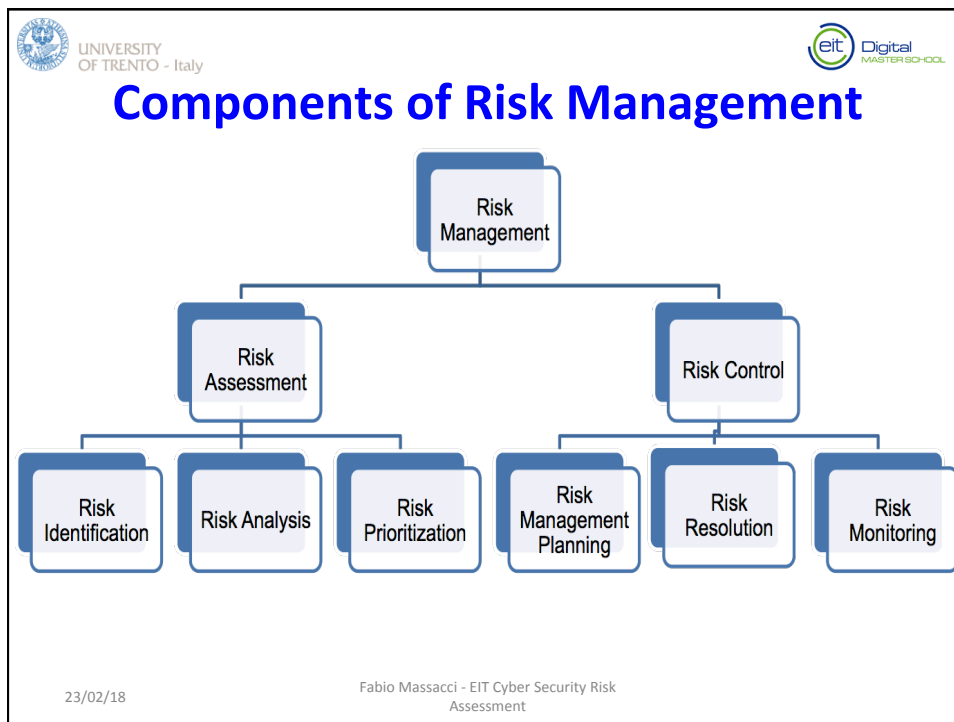 UNIVERSITY
OF TRENTO - Italy
eit Digital
MASTER SCHOOL
Components of Risk Management
Risk
Management
Risk
Assessment
Risk Control
Risk
Identification
Risk Analysis
Risk
Prioritization
Risk
Management
Planning
Risk
Resolution
Risk
Monitoring
23/02/18
Fabio Massacci - EIT Cyber Security Risk
Assessment